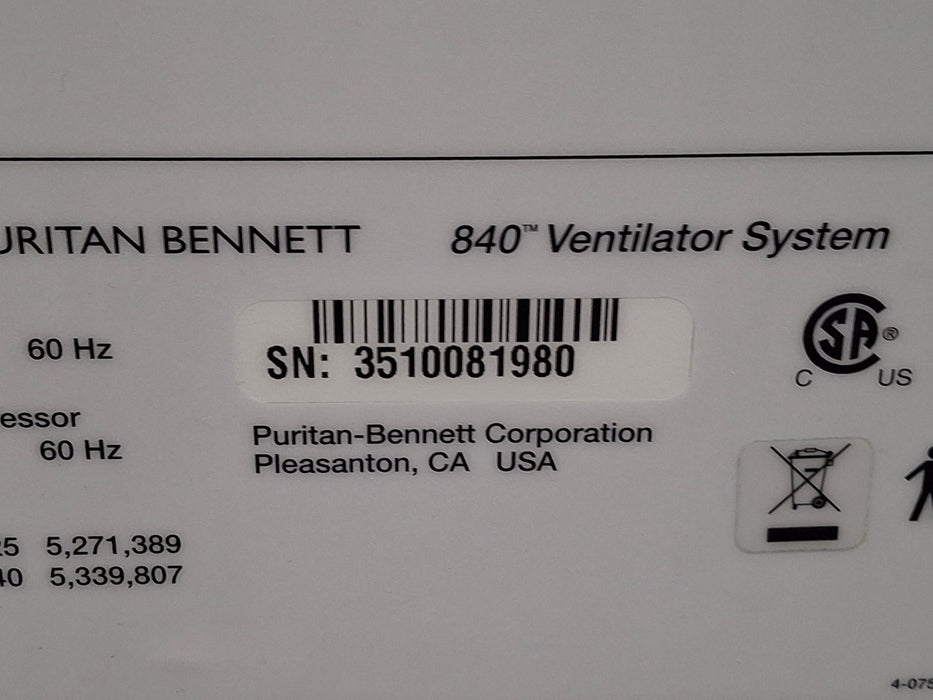 URITAN BENNETT 840™ Ventilator System
60 Hz
SN: 3510081980
essor
60 Hz
Puritan-Bennett Corporation
Pleasanton, CA USA
SA ®
C US
25 5,271,389
40 5,339,807
4-075